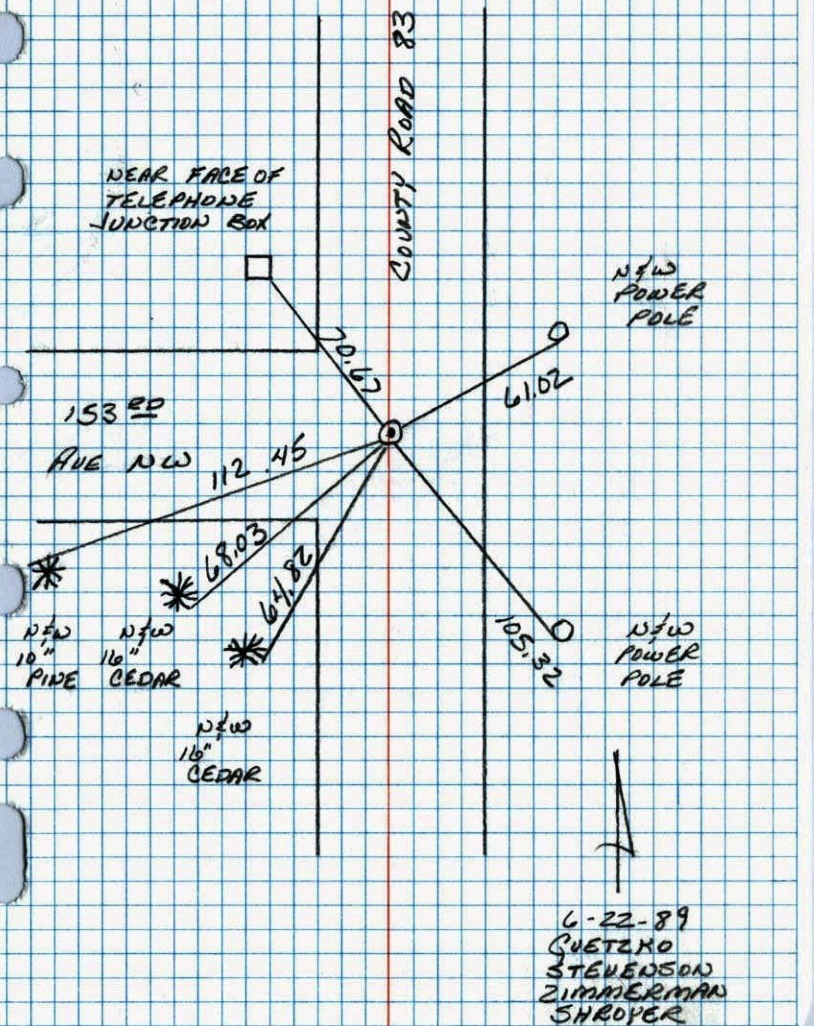 COUNTY ROAD 83
NEAR FACE OF
TELEPHONE
JUNCTION BOX
N&W
POWER
POLE
70.67
61.02
153 RD
AVE NW
112.45
68.03
64.82
105.32
N&W
10"
PINE
N&W
16"
CEDAR
N&W
POWER
POLE
N&W
16"
CEDAR
6-22-89
GUETZKO
STEVENSON
ZIMMERMAN
SHROYER